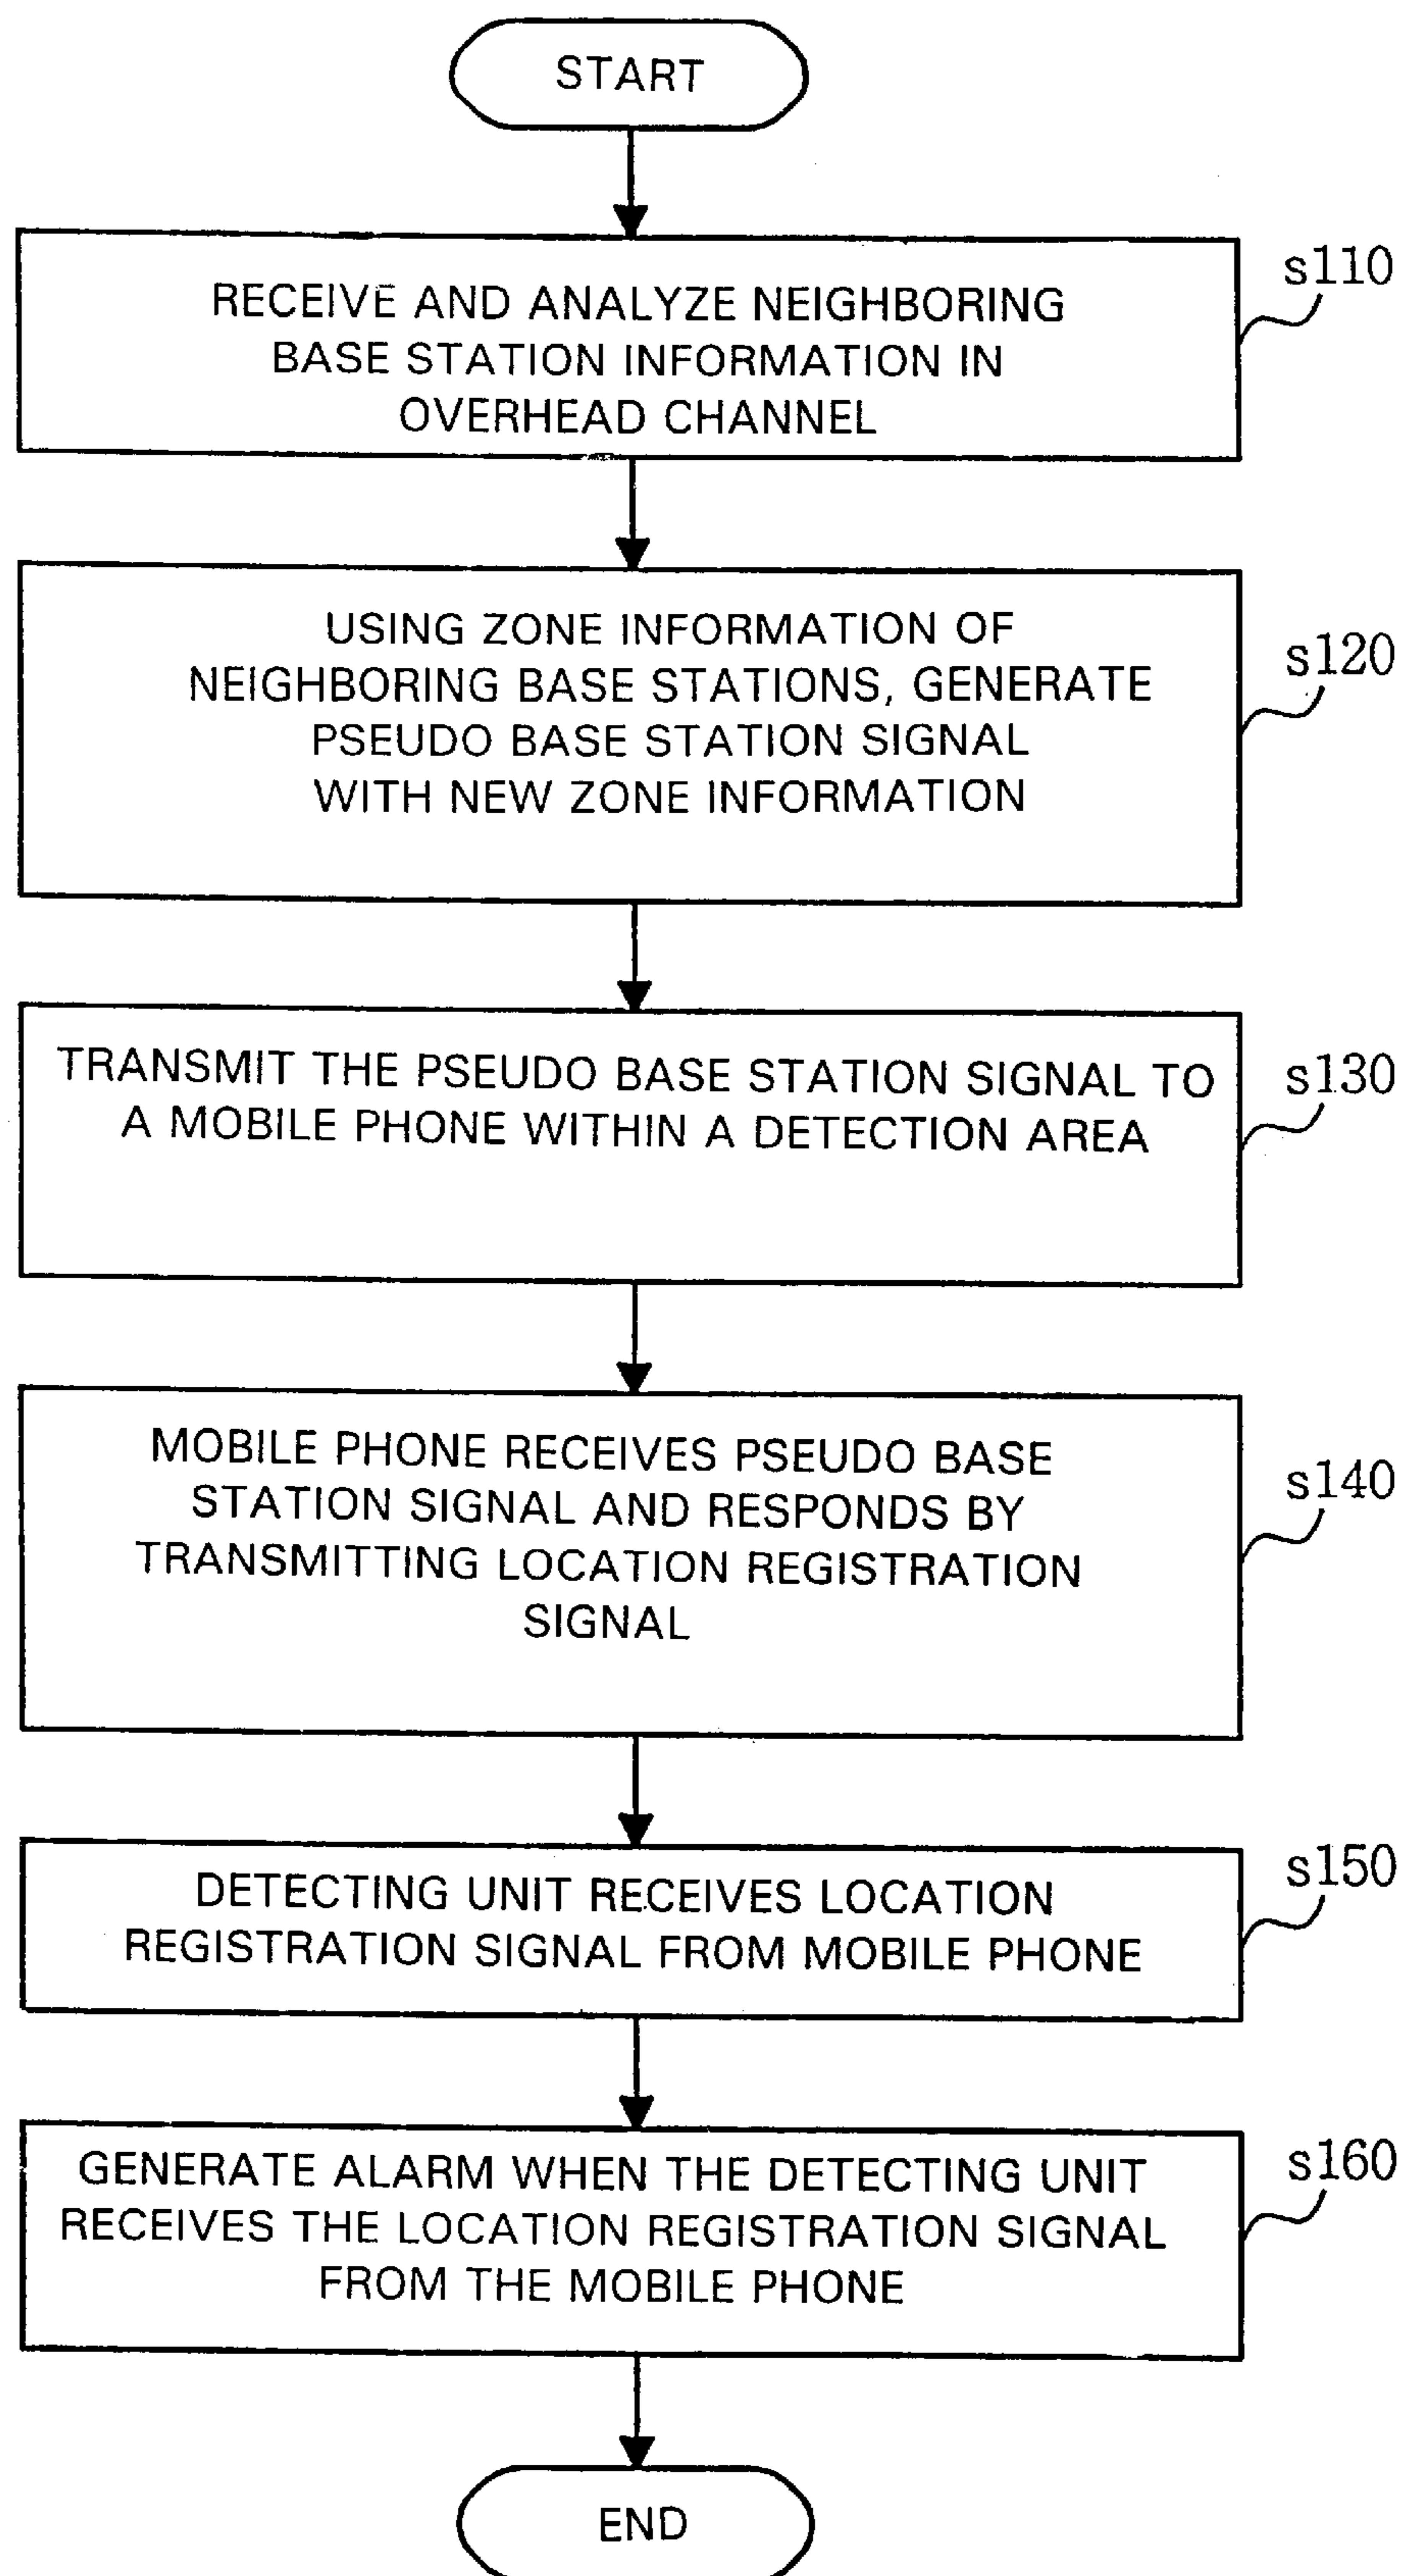 START
RECEIVE AND ANALYZE NEIGHBORING
BASE STATION INFORMATION IN
OVERHEAD CHANNEL
s110
USING ZONE INFORMATION OF
NEIGHBORING BASE STATIONS, GENERATE
PSEUDO BASE STATION SIGNAL
WITH NEW ZONE INFORMATION
s120
TRANSMIT THE PSEUDO BASE STATION SIGNAL TO
A MOBILE PHONE WITHIN A DETECTION AREA
s130
MOBILE PHONE RECEIVES PSEUDO BASE
STATION SIGNAL AND RESPONDS BY
TRANSMITTING LOCATION REGISTRATION
SIGNAL
s140
DETECTING UNIT RECEIVES LOCATION
REGISTRATION SIGNAL FROM MOBILE PHONE
s150
GENERATE ALARM WHEN THE DETECTING UNIT
RECEIVES THE LOCATION REGISTRATION SIGNAL
FROM THE MOBILE PHONE
s160
END